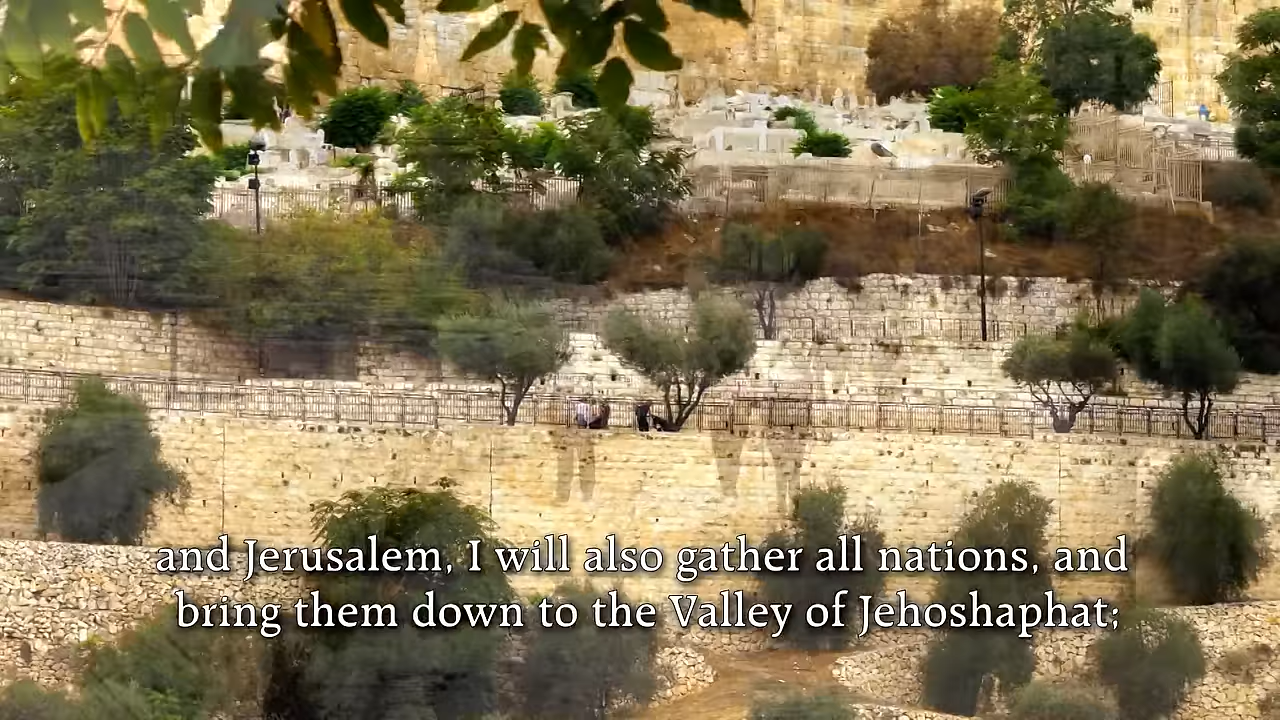 and Jerusalem, I will also gather all nations, and
bring them down to the Valley of Jehoshaphat;